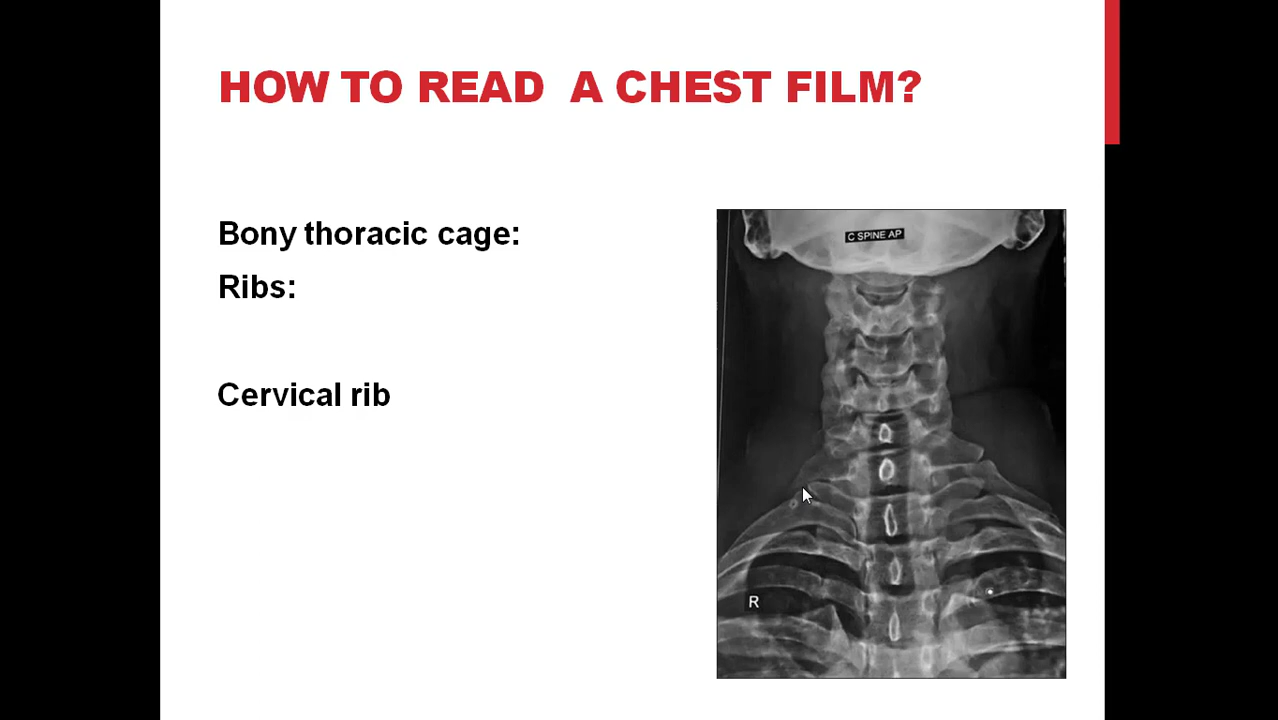 HOW TO READ A CHEST FILM?
Bony thoracic cage:
Ribs:
Cervical rib
C SPINE AP
R